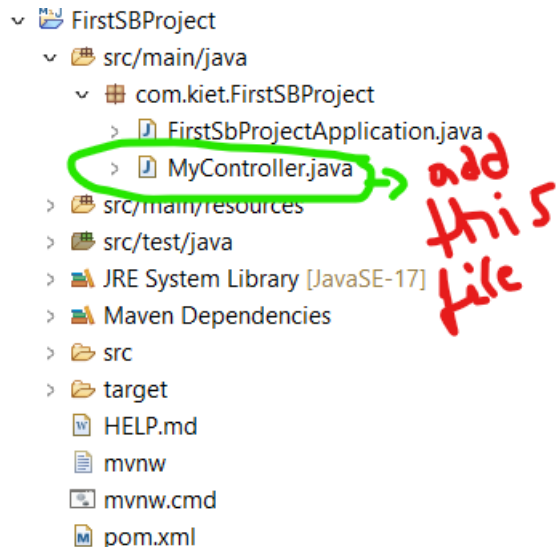 FirstSBProject
src/main/java
com.kiet.FirstSBProject
FirstSbProjectApplication.java
MyController.java
add
this
file
src/main/resources
src/test/java
JRE System Library [JavaSE-17]
Maven Dependencies
src
target
HELP.md
mvnw
mvnw.cmd
pom.xml